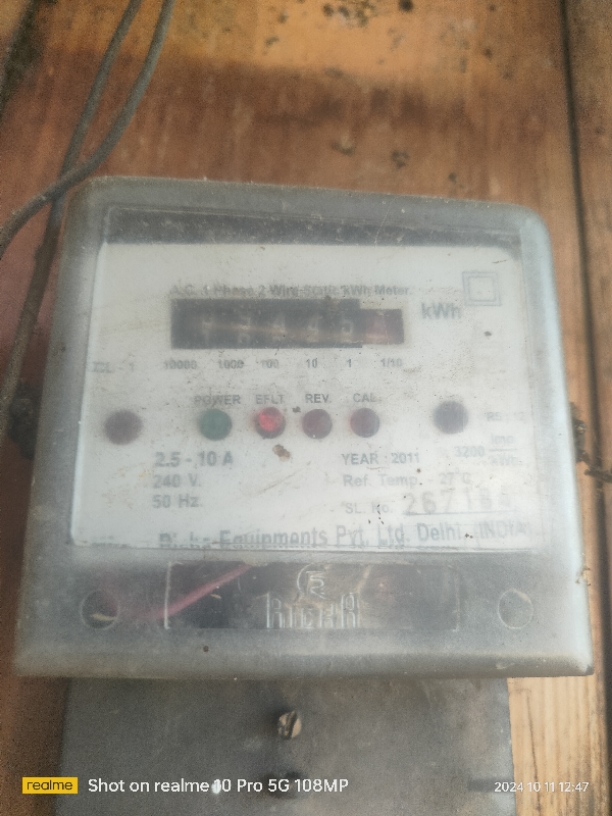 A.C. 1 Phase 2 Wire Static kWh Meter
kWh
10000 1000 100 10 1 1/10
POWER EFLT REV. CAL.
2.5 - 10 A
YEAR : 2011
3200
240 V.
Ref. Temp. 27°C
50 Hz.
SL. No.
Equipments Pvt. Ltd. Delhi. (INDIA)
realme
Shot on realme 10 Pro 5G 108MP
2024 10 11 12:47